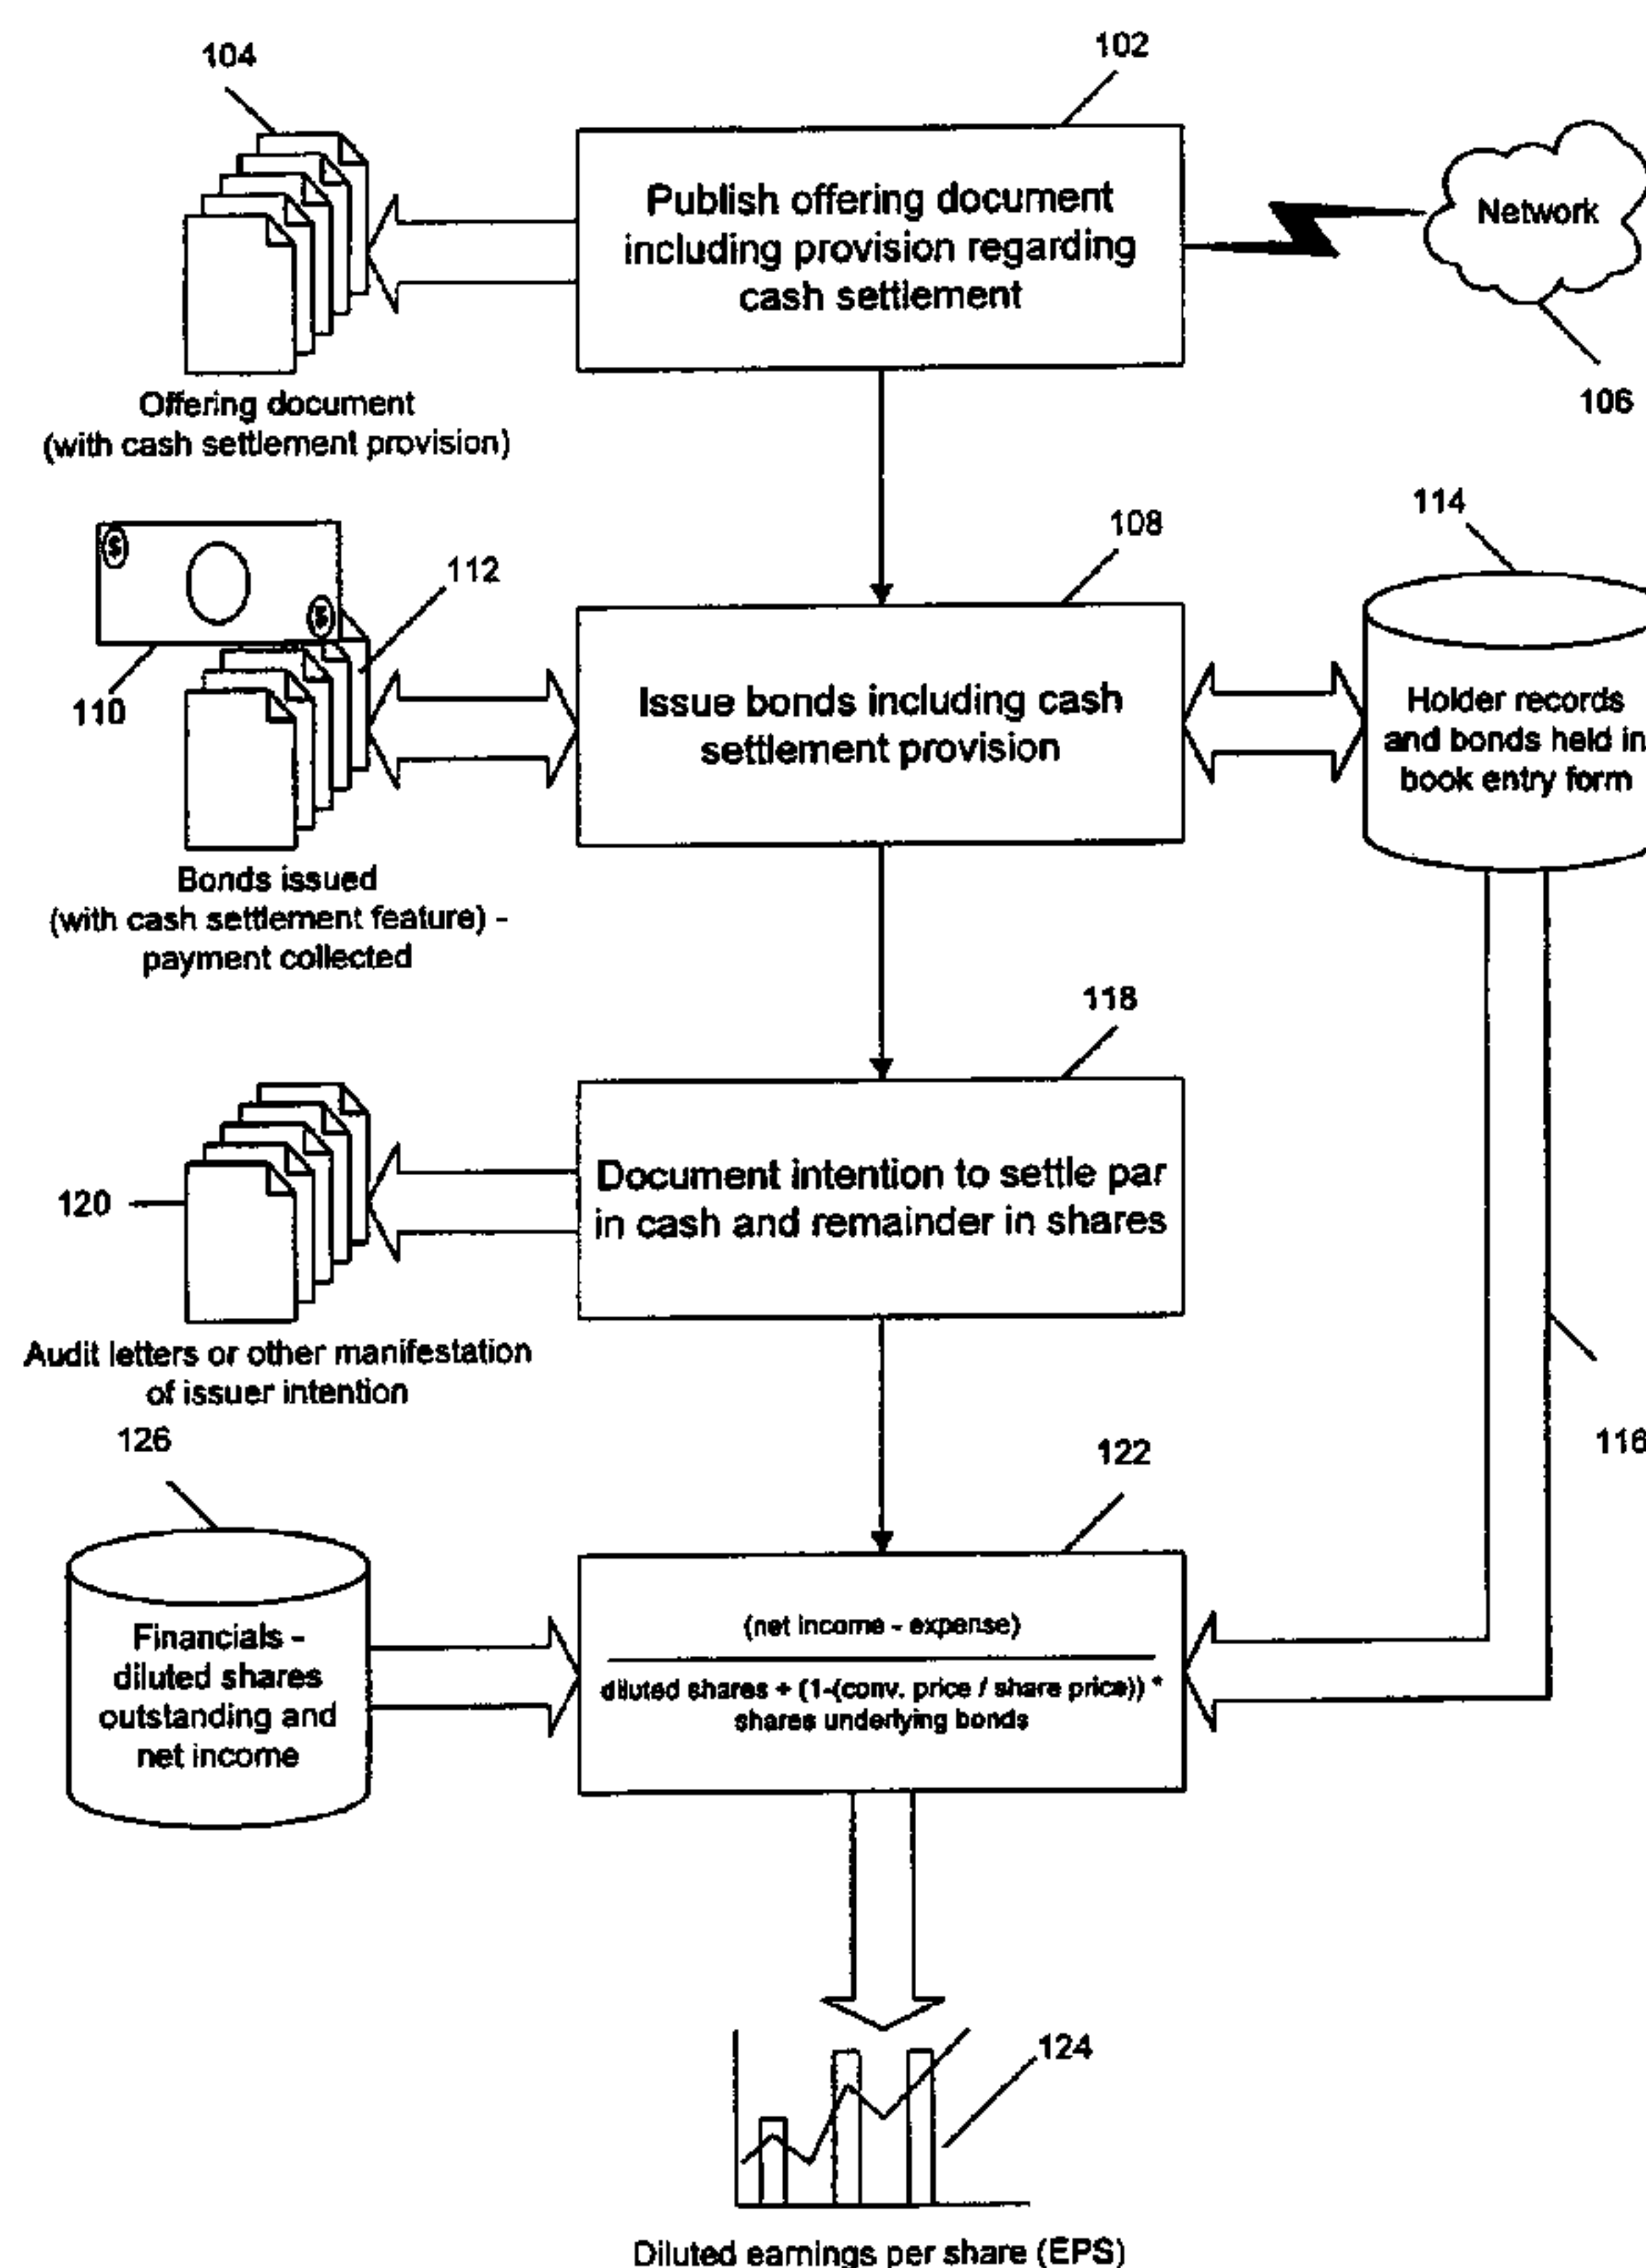 104
102
Publish offering document
including provision regarding
cash settlement
Network
106
Offering document
(with cash settlement provision)
$
$
110
112
108
114
Issue bonds including cash
settlement provision
Holder records
and bonds held in
book entry form
Bonds issued
(with cash settlement feature) -
payment collected
118
Document intention to settle par
in cash and remainder in shares
120
Audit letters or other manifestation
of issuer intention
116
126
122
Financials -
diluted shares
outstanding and
net income
(net income - expense)
diluted shares + (1-(conv. price / share price)) *
shares underlying bonds
124
Diluted earnings per share (EPS)